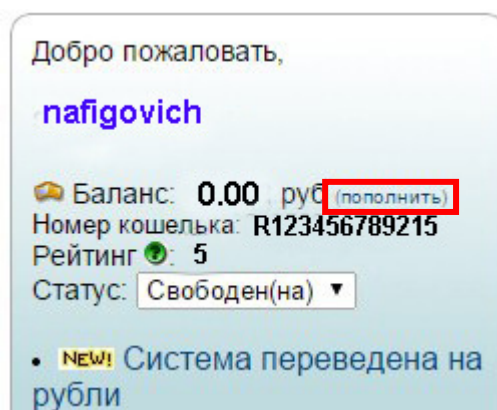 Добро пожаловать,
nafigovich
Баланс: 0.00 руб (пополнить)
Номер кошелька: R123456789215
Рейтинг ?: 5
Статус: Свободен(на) ▼
• NEW! Система переведена на
рубли